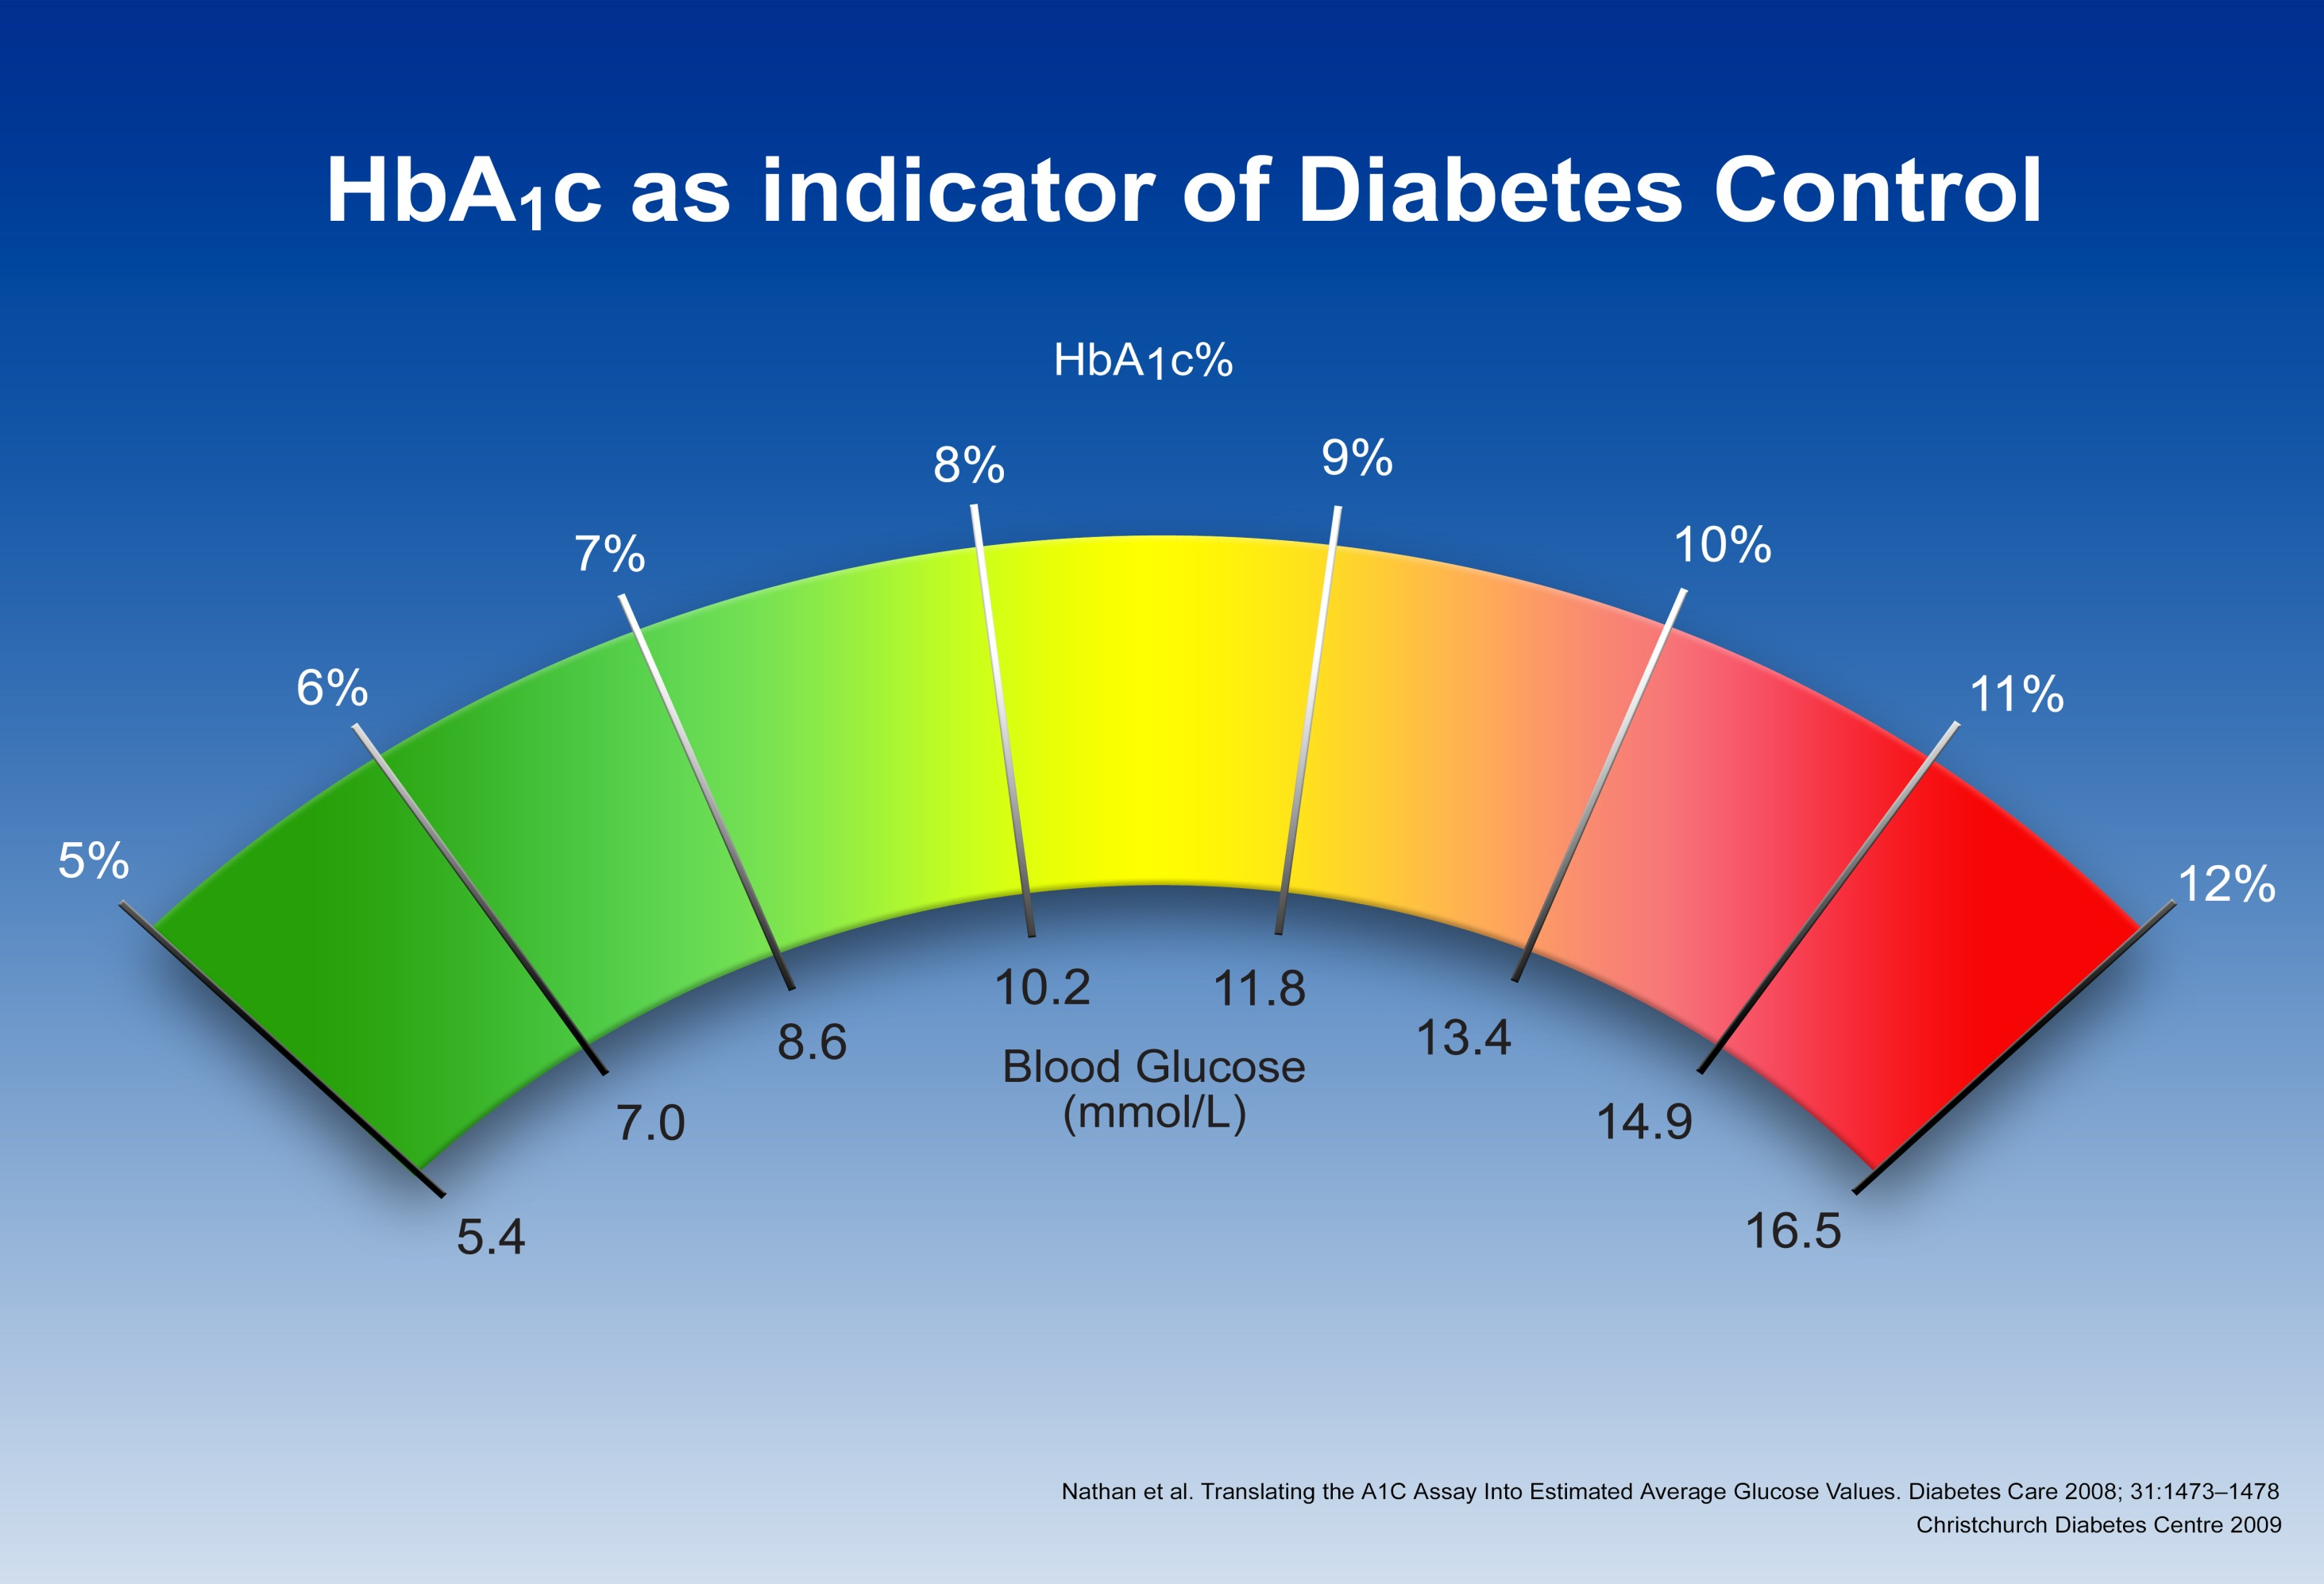 HbA₁c as indicator of Diabetes Control
HbA1c%
5%
6%
7%
8%
9%
10%
11%
12%
5.4
7.0
8.6
10.2
11.8
13.4
14.9
16.5
Blood Glucose
(mmol/L)
Nathan et al. Translating the A1C Assay Into Estimated Average Glucose Values. Diabetes Care 2008; 31:1473–1478
Christchurch Diabetes Centre 2009